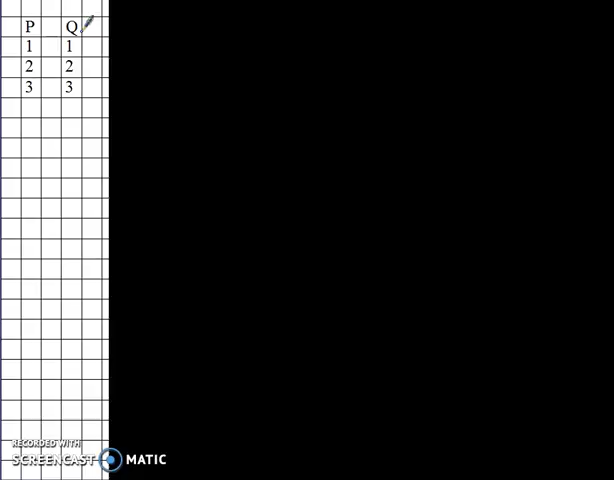 P Q
1 1
2 2
3 3
RECORDED WITH
SCREENCAST MATIC